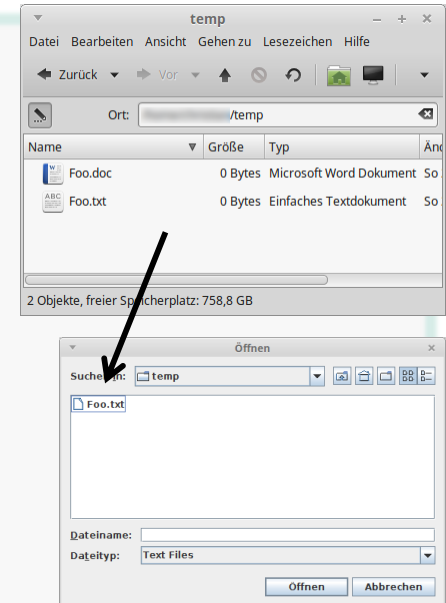 temp
Datei Bearbeiten Ansicht Gehen zu Lesezeichen Hilfe
Zurück Vor
Ort: /temp
Name Größe Typ Änd
Foo.doc 0 Bytes Microsoft Word Dokument So
Foo.txt 0 Bytes Einfaches Textdokument So
2 Objekte, freier Speicherplatz: 758,8 GB
Öffnen
Suchen in: temp
Foo.txt
Dateiname:
Dateityp: Text Files
Öffnen Abbrechen